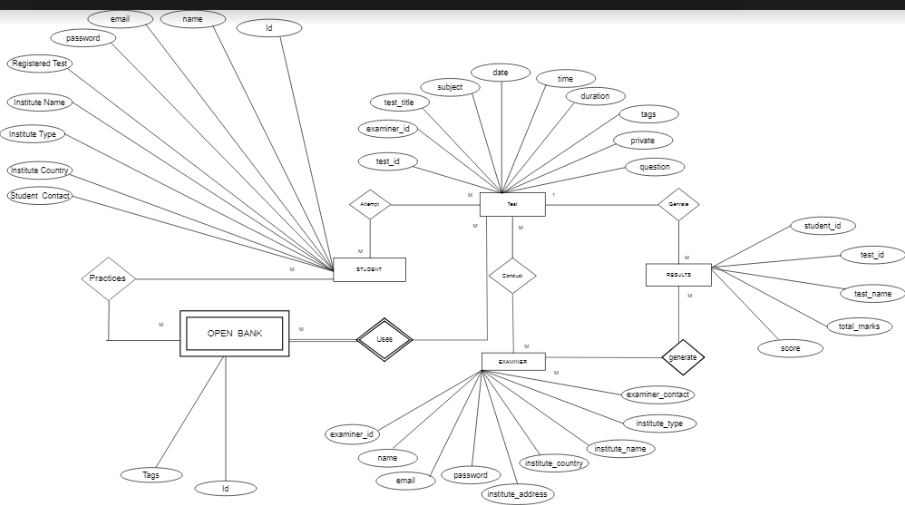 email
name
Id
password
Registered Test
Institute Name
Institute Type
Institute Country
Student Contact
date
subject
time
duration
test_title
tags
examiner_id
private
test_id
question
Attempt
M
Test
1
Genrate
M
M
M
STUDENT
M
Practices
Conduct
M
RESULTS
M
student_id
test_id
test_name
total_marks
score
M
OPEN BANK
M
Uses
M
EXAMINER
M
generate
examiner_contact
institute_type
institute_name
institute_country
institute_address
password
email
name
examiner_id
Tags
Id